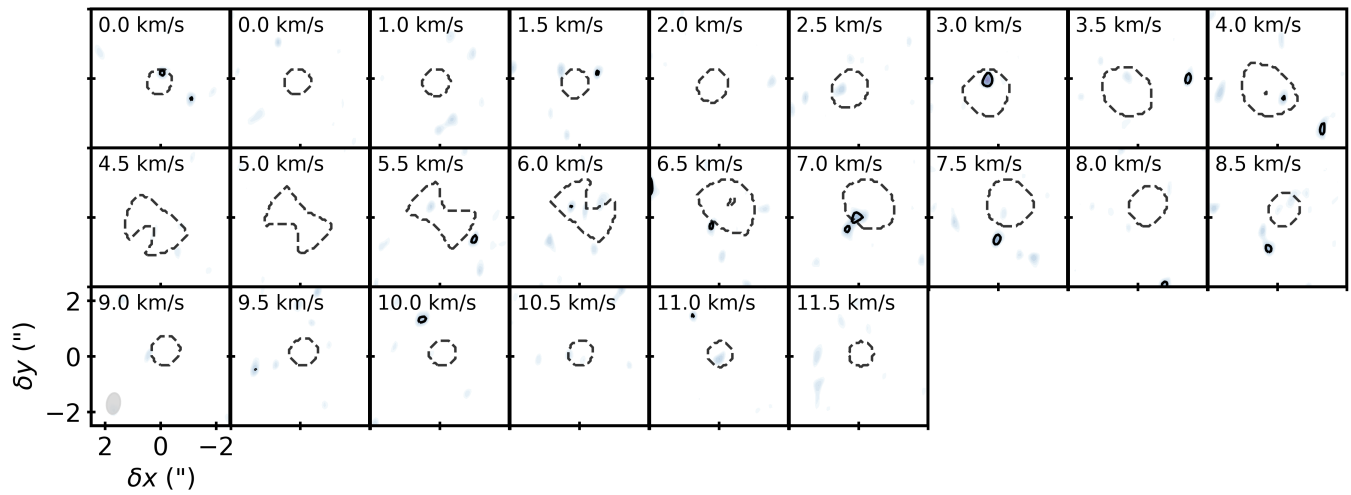 0.0 km/s 0.0 km/s 1.0 km/s 1.5 km/s 2.0 km/s 2.5 km/s 3.0 km/s 3.5 km/s 4.0 km/s
4.5 km/s 5.0 km/s 5.5 km/s 6.0 km/s 6.5 km/s 7.0 km/s 7.5 km/s 8.0 km/s 8.5 km/s
9.0 km/s 9.5 km/s 10.0 km/s 10.5 km/s 11.0 km/s 11.5 km/s
2
0
−2
δy (")
2 0 −2
δx (")